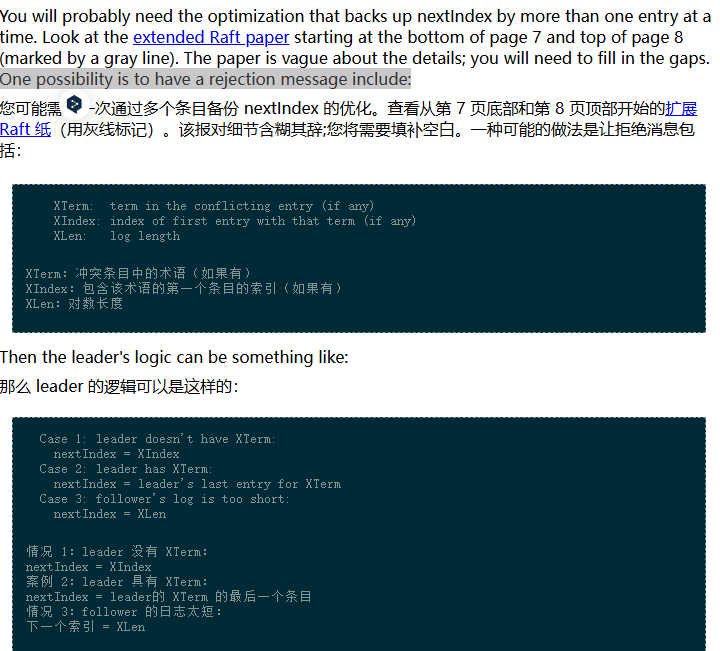 You will probably need the optimization that backs up nextIndex by more than one entry at a
time. Look at the extended Raft paper starting at the bottom of page 7 and top of page 8
(marked by a gray line). The paper is vague about the details; you will need to fill in the gaps.
One possibility is to have a rejection message include:
您可能需 一次通过多个条目备份 nextIndex 的优化。查看从第 7 页底部和第 8 页顶部开始的扩展
Raft 纸（用灰线标记）。该报对细节含糊其辞;您将需要填补空白。一种可能的做法是让拒绝消息包
括：
XTerm: term in the conflicting entry (if any)
XIndex: index of first entry with that term (if any)
XLen: log length
XTerm：冲突条目中的术语（如果有）
XIndex：包含该术语的第一个条目的索引（如果有）
XLen：对数长度
Then the leader's logic can be something like:
那么 leader 的逻辑可以是这样的：
Case 1: leader doesn't have XTerm:
nextIndex = XIndex
Case 2: leader has XTerm:
nextIndex = leader's last entry for XTerm
Case 3: follower's log is too short:
nextIndex = XLen
情况 1：leader 没有 XTerm：
nextIndex = XIndex
案例 2：leader 具有 XTerm：
nextIndex = leader的 XTerm 的最后一个条目
情况 3：follower 的日志太短：
下一个索引 = XLen